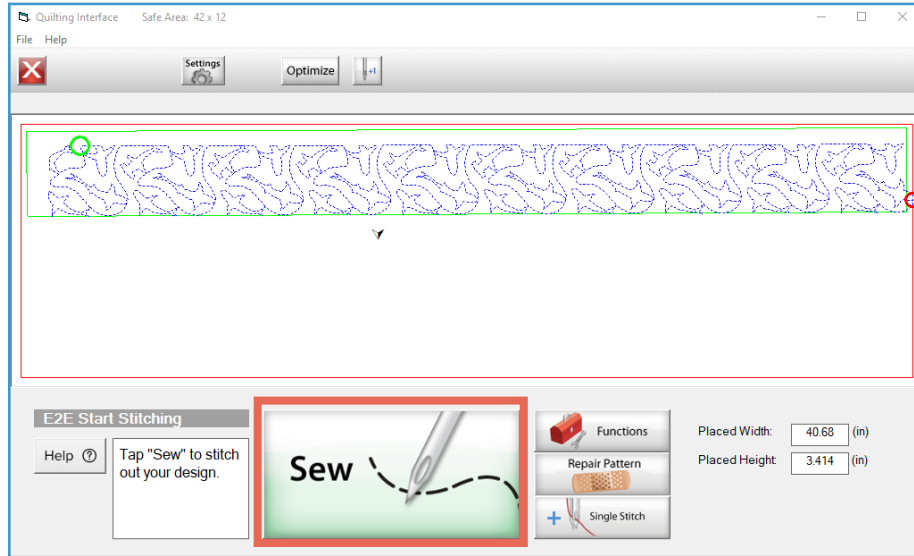 Quilting Interface Safe Area: 42 x 12
File Help
Settings
Optimize
+1
E2E Start Stitching
Help ?
Tap "Sew" to stitch
out your design.
Sew
Functions
Repair Pattern
+ Single Stitch
Placed Width: 40.68 (in)
Placed Height: 3.414 (in)